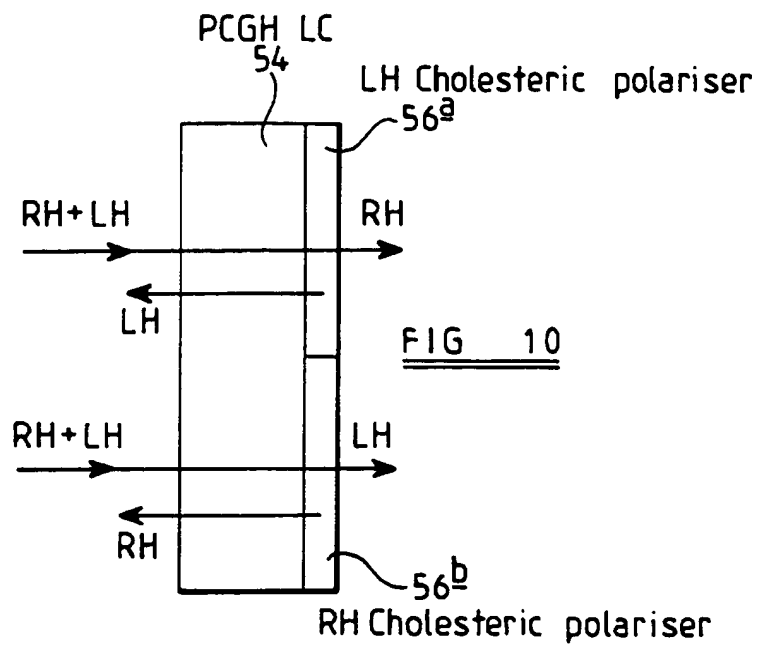 PCGH LC
54
LH Cholesteric polariser
56a
RH+LH
RH
LH
FIG 10
RH+LH
LH
RH
56b
RH Cholesteric polariser